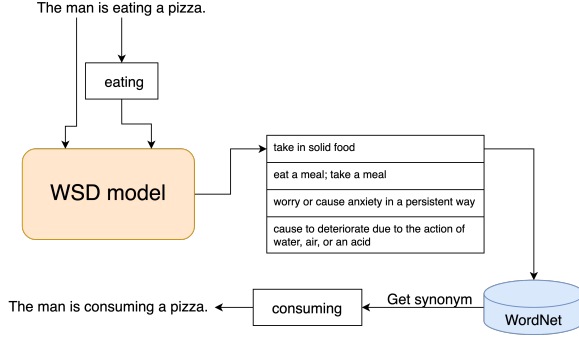 The man is eating a pizza.
eating
WSD model
take in solid food
eat a meal; take a meal
worry or cause anxiety in a persistent way
cause to deteriorate due to the action of
water, air, or an acid
The man is consuming a pizza.
consuming
Get synonym
WordNet